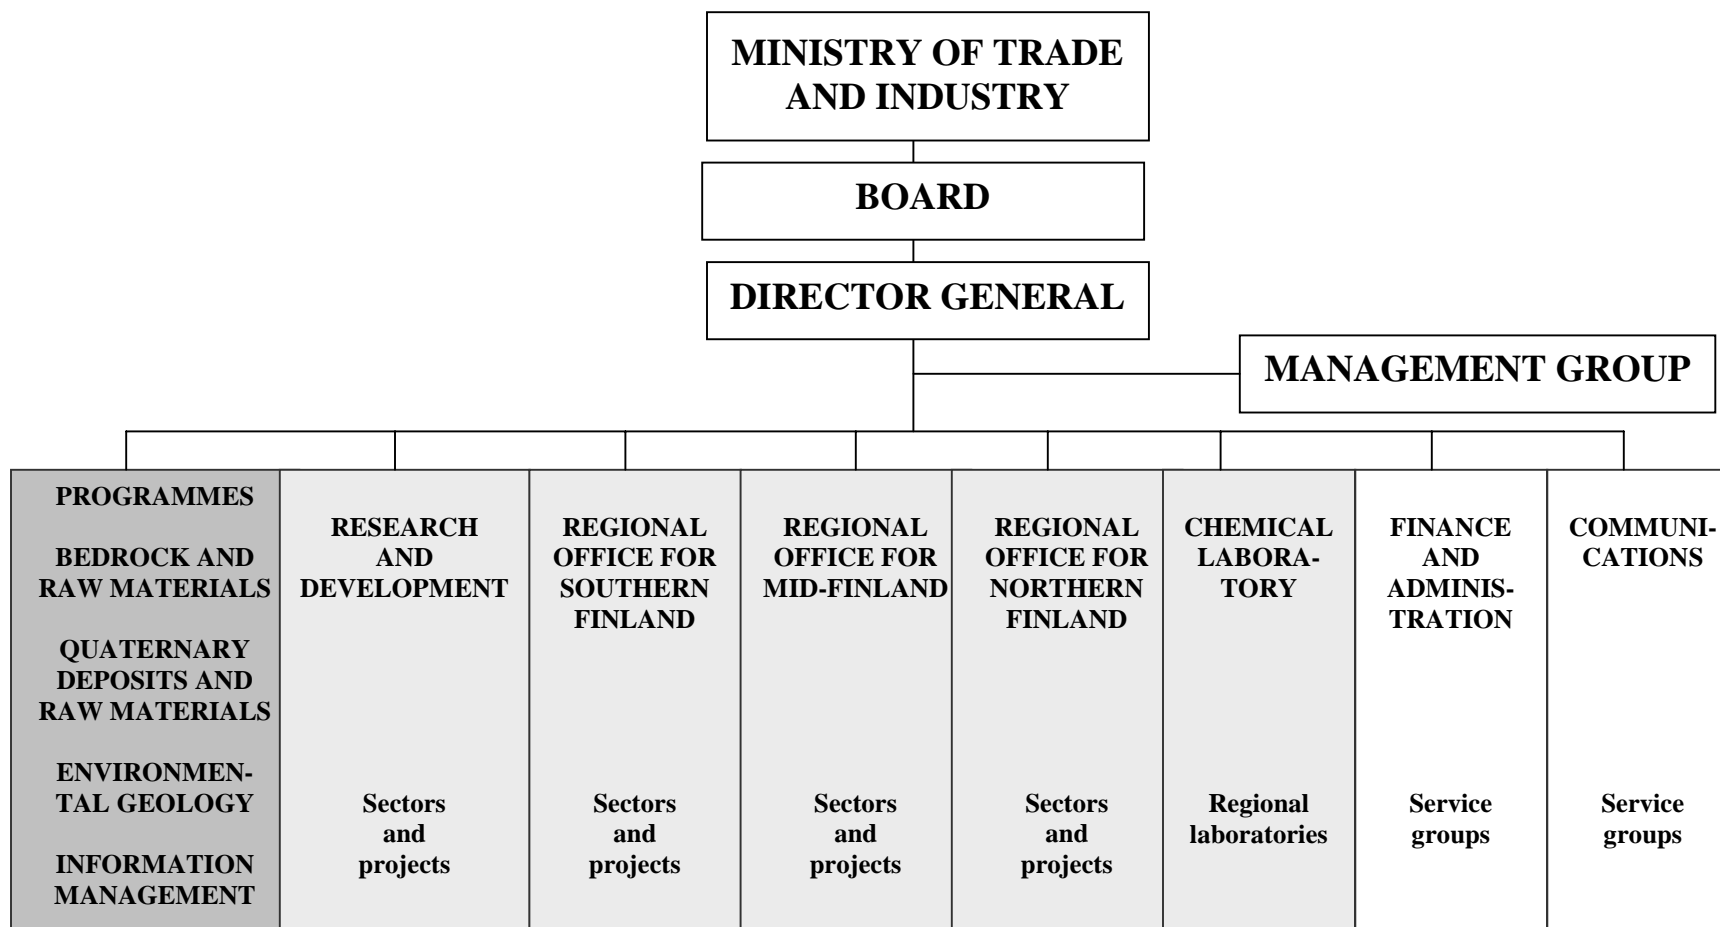 MINISTRY OF TRADE
AND INDUSTRY
BOARD
DIRECTOR GENERAL
MANAGEMENT GROUP
PROGRAMMES
BEDROCK AND
RAW MATERIALS
QUATERNARY
DEPOSITS AND
RAW MATERIALS
ENVIRONMEN-
TAL GEOLOGY
INFORMATION
MANAGEMENT
RESEARCH
AND
DEVELOPMENT
Sectors
and
projects
REGIONAL
OFFICE FOR
SOUTHERN
FINLAND
Sectors
and
projects
REGIONAL
OFFICE FOR
MID-FINLAND
Sectors
and
projects
REGIONAL
OFFICE FOR
NORTHERN
FINLAND
Sectors
and
projects
CHEMICAL
LABORA-
TORY
Regional
laboratories
FINANCE
AND
ADMINIS-
TRATION
Service
groups
COMMUNI-
CATIONS
Service
groups